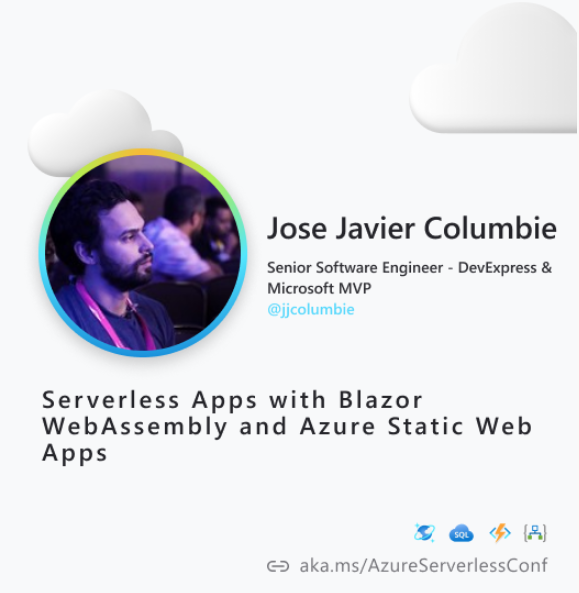 Jose Javier Columbie
Senior Software Engineer - DevExpress &
Microsoft MVP
@jjcolumbie
Serverless Apps with Blazor
WebAssembly and Azure Static Web
Apps
SQL
aka.ms/AzureServerlessConf